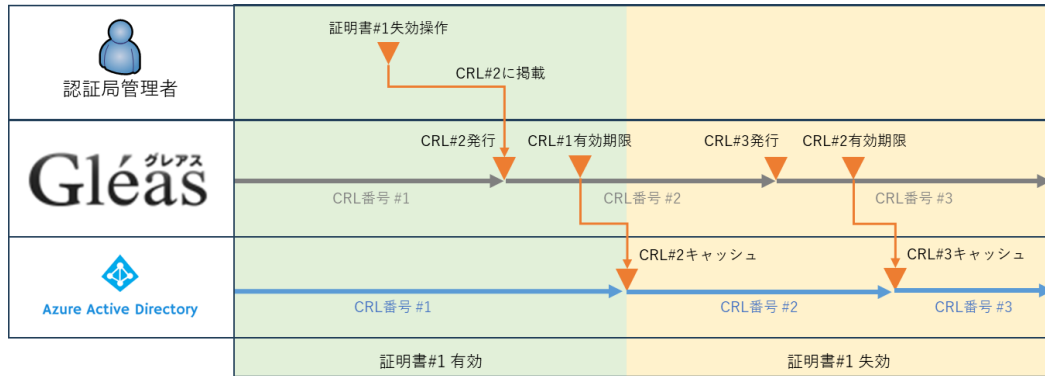 証明書#1失効操作
認証局管理者
CRL#2に掲載
CRL#2発行
CRL#1有効期限
CRL#3発行
CRL#2有効期限
グレアス
Gléas
CRL番号 #1
CRL番号 #2
CRL番号 #3
CRL#2キャッシュ
CRL#3キャッシュ
Azure Active Directory
CRL番号 #1
CRL番号 #2
CRL番号 #3
証明書#1 有効
証明書#1 失効